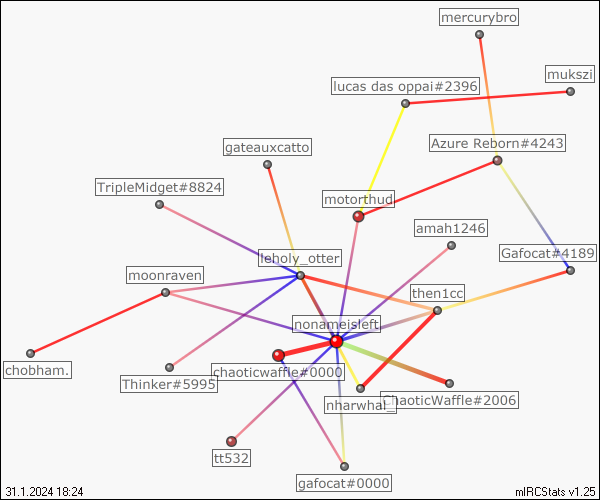 mercurybro
mukszi
lucas das oppai#2396
Azure Reborn#4243
gateauxcatto
TripleMidget#8824
motorthud
amah1246
Gafocat#4189
leholy_otter
moonraven
then1cc
nonameisleft
chobham.
chaoticwaffle#0000
Thinker#5995
ChaoticWaffle#2006
nharwhal_
tt532
gafocat#0000
31.1.2024 18:24
mIRCStats v1.25